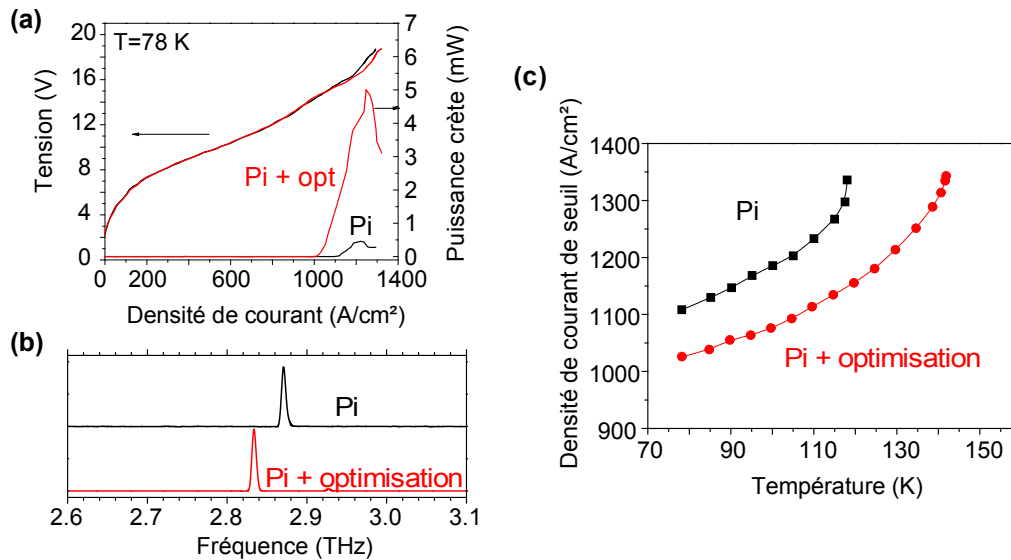 (a)
T=78 K
20
16
12
8
4
0
Tension (V)
7
6
5
4
3
2
1
0
Puissance crête (mW)
Pi + opt
Pi
0 200 600 1000 1400
Densité de courant (A/cm²)
(b)
Pi
Pi + optimisation
2.6 2.7 2.8 2.9 3.0 3.1
Fréquence (THz)
(c)
1400
1300
1200
1100
1000
900
Densité de courant de seuil (A/cm²)
Pi
Pi + optimisation
70 90 110 130 150
Température (K)